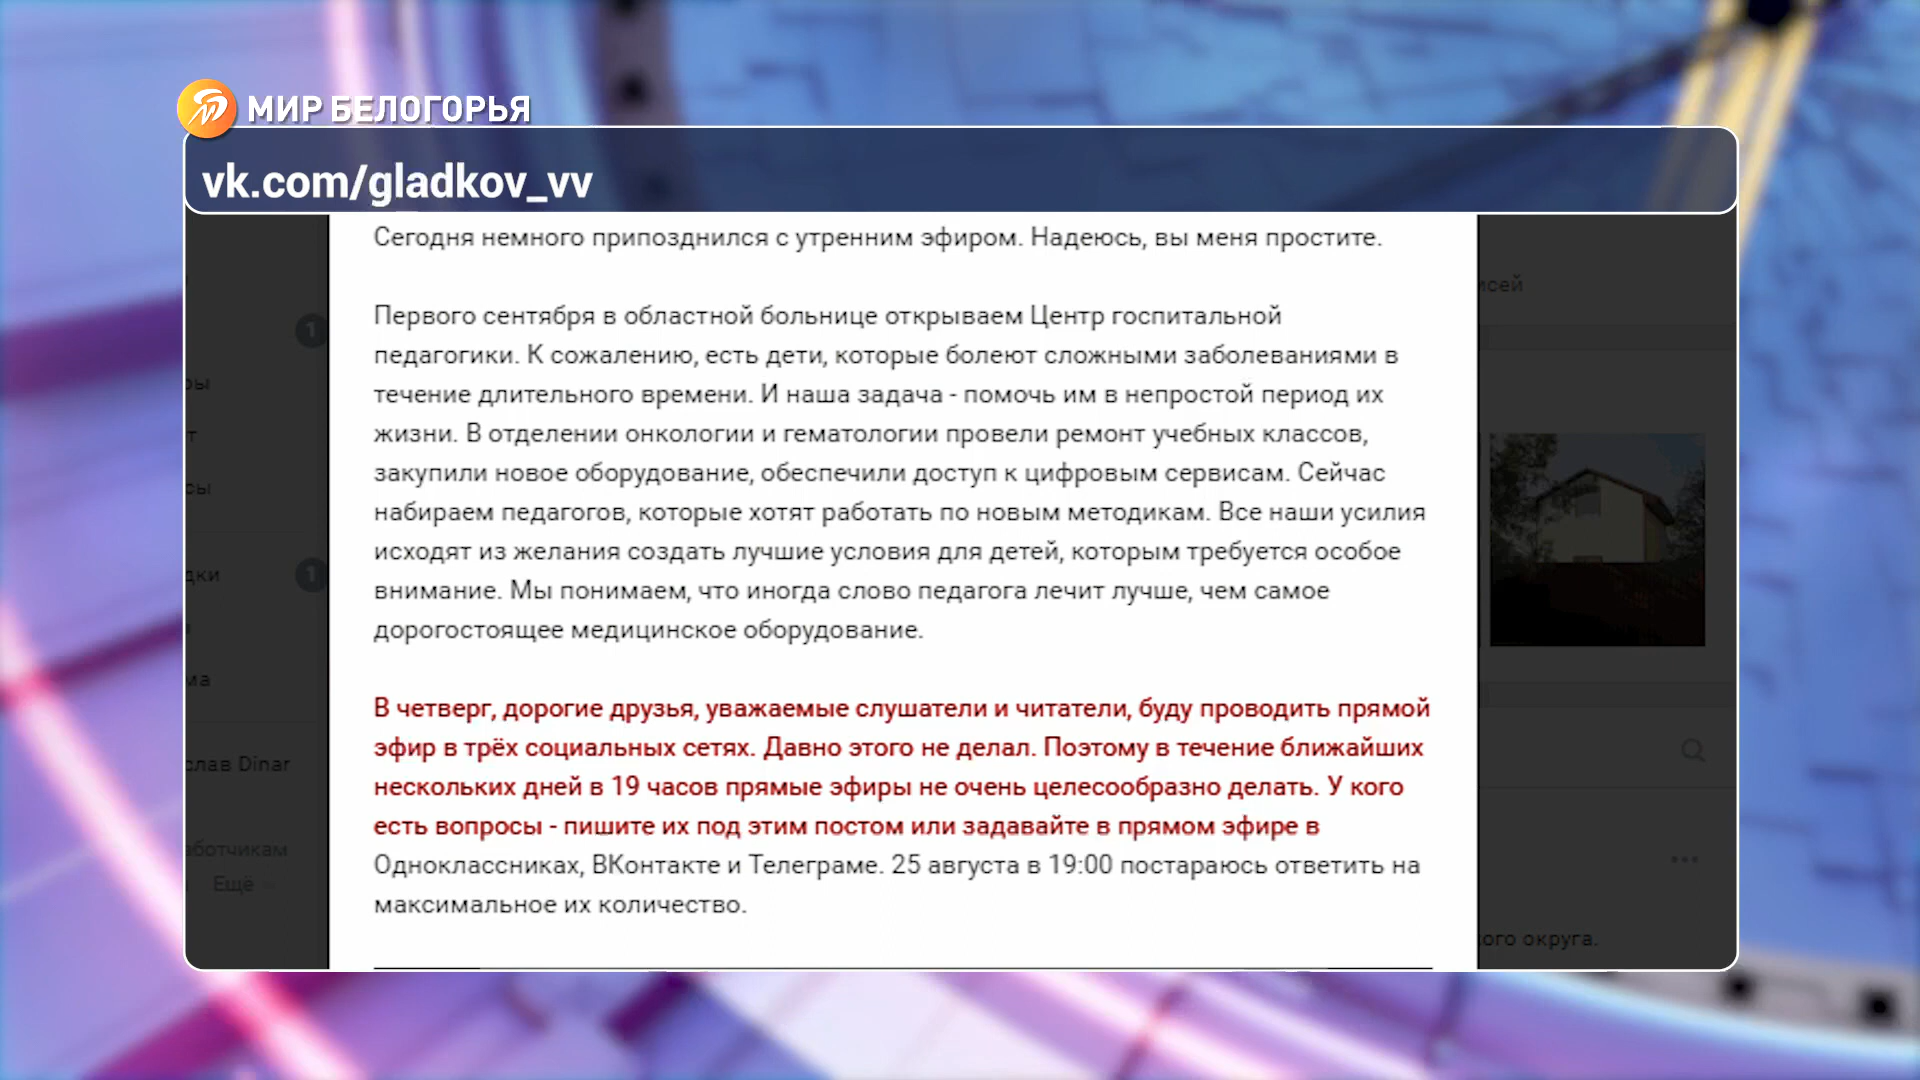 МИР БЕЛОГОРЬЯ
vk.com/gladkov_vv
Сегодня немного припозднился с утренним эфиром. Надеюсь, вы меня простите.
Первого сентября в областной больнице открываем Центр госпитальной
педагогики. К сожалению, есть дети, которые болеют сложными заболеваниями в
течение длительного времени. И наша задача - помочь им в непростой период их
жизни. В отделении онкологии и гематологии провели ремонт учебных классов,
закупили новое оборудование, обеспечили доступ к цифровым сервисам. Сейчас
набираем педагогов, которые хотят работать по новым методикам. Все наши усилия
исходят из желания создать лучшие условия для детей, которым требуется особое
внимание. Мы понимаем, что иногда слово педагога лечит лучше, чем самое
дорогостоящее медицинское оборудование.
В четверг, дорогие друзья, уважаемые слушатели и читатели, буду проводить прямой
эфир в трёх социальных сетях. Давно этого не делал. Поэтому в течение ближайших
нескольких дней в 19 часов прямые эфиры не очень целесообразно делать. У кого
есть вопросы - пишите их под этим постом или задавайте в прямом эфире в
Одноклассниках, ВКонтакте и Телеграме. 25 августа в 19:00 постараюсь ответить на
максимальное их количество.
1
1
Dinar
Ещё
округа.